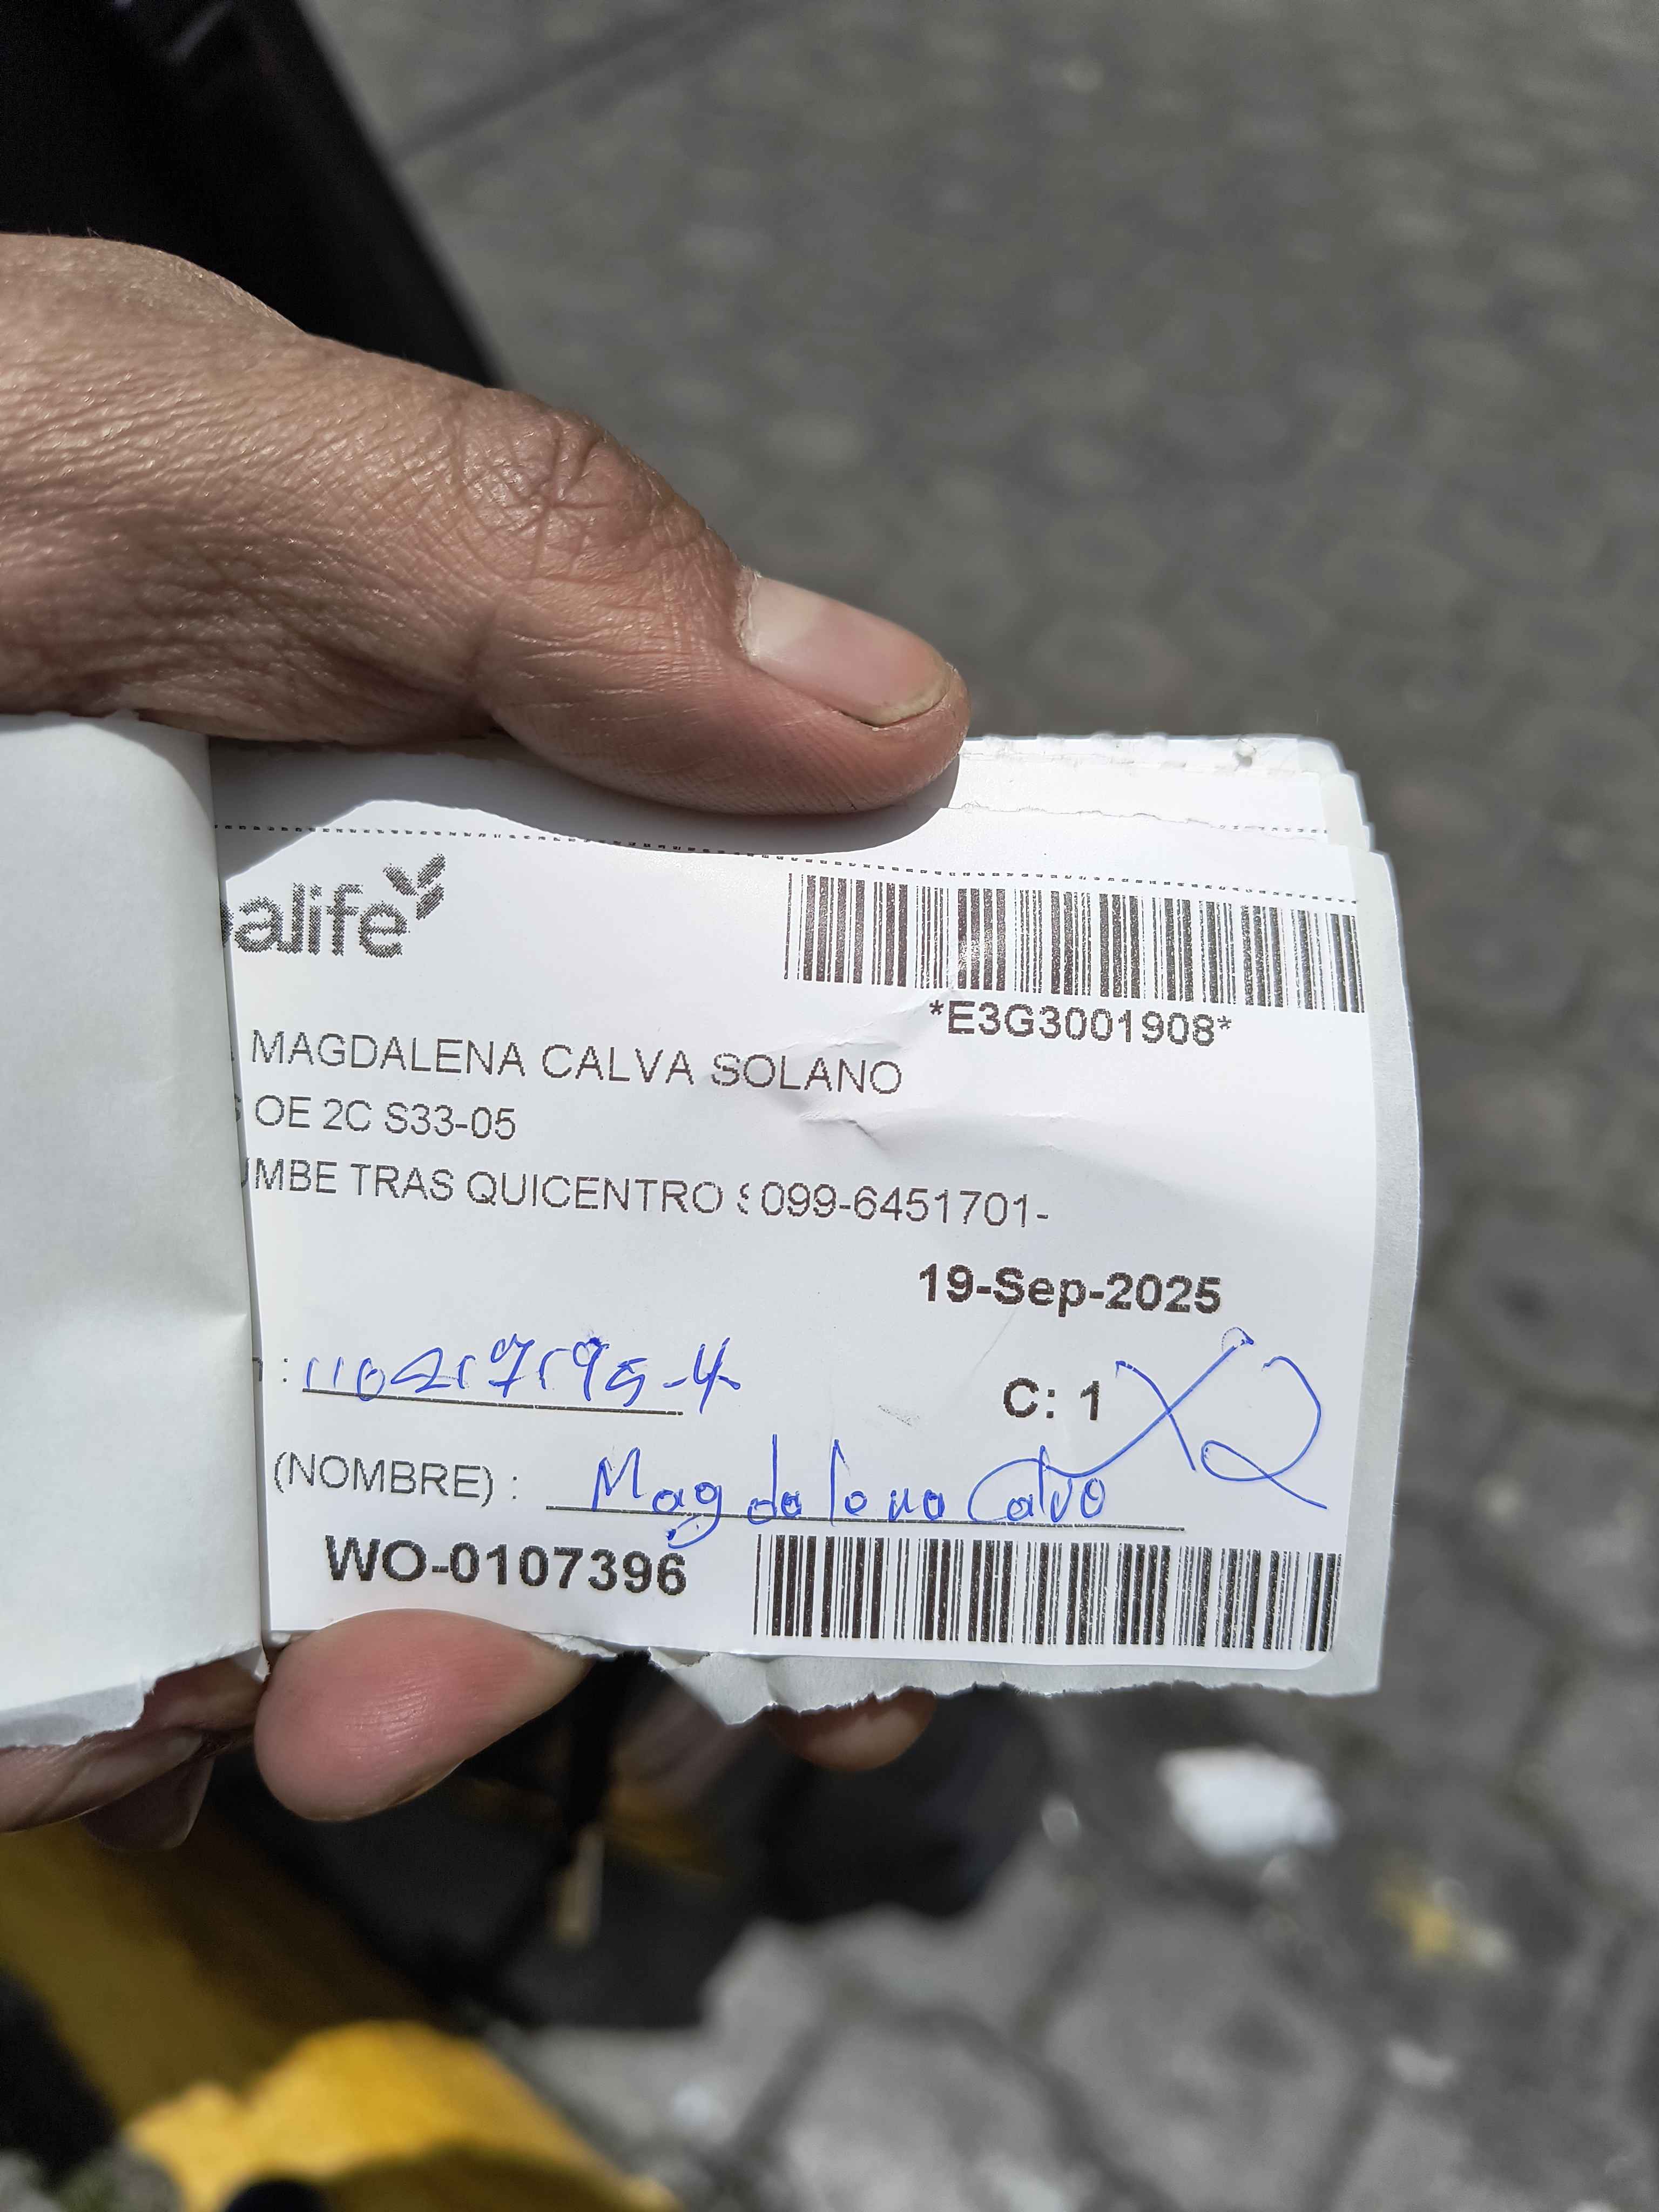 alife
*E3G3001908*
MAGDALENA CALVA SOLANO
OE 2C S33-05
UMBE TRAS QUICENTRO S 099-6451701-
19-Sep-2025
C: 1 X2
(NOMBRE) : Magdalena Calvo
WO-0107396